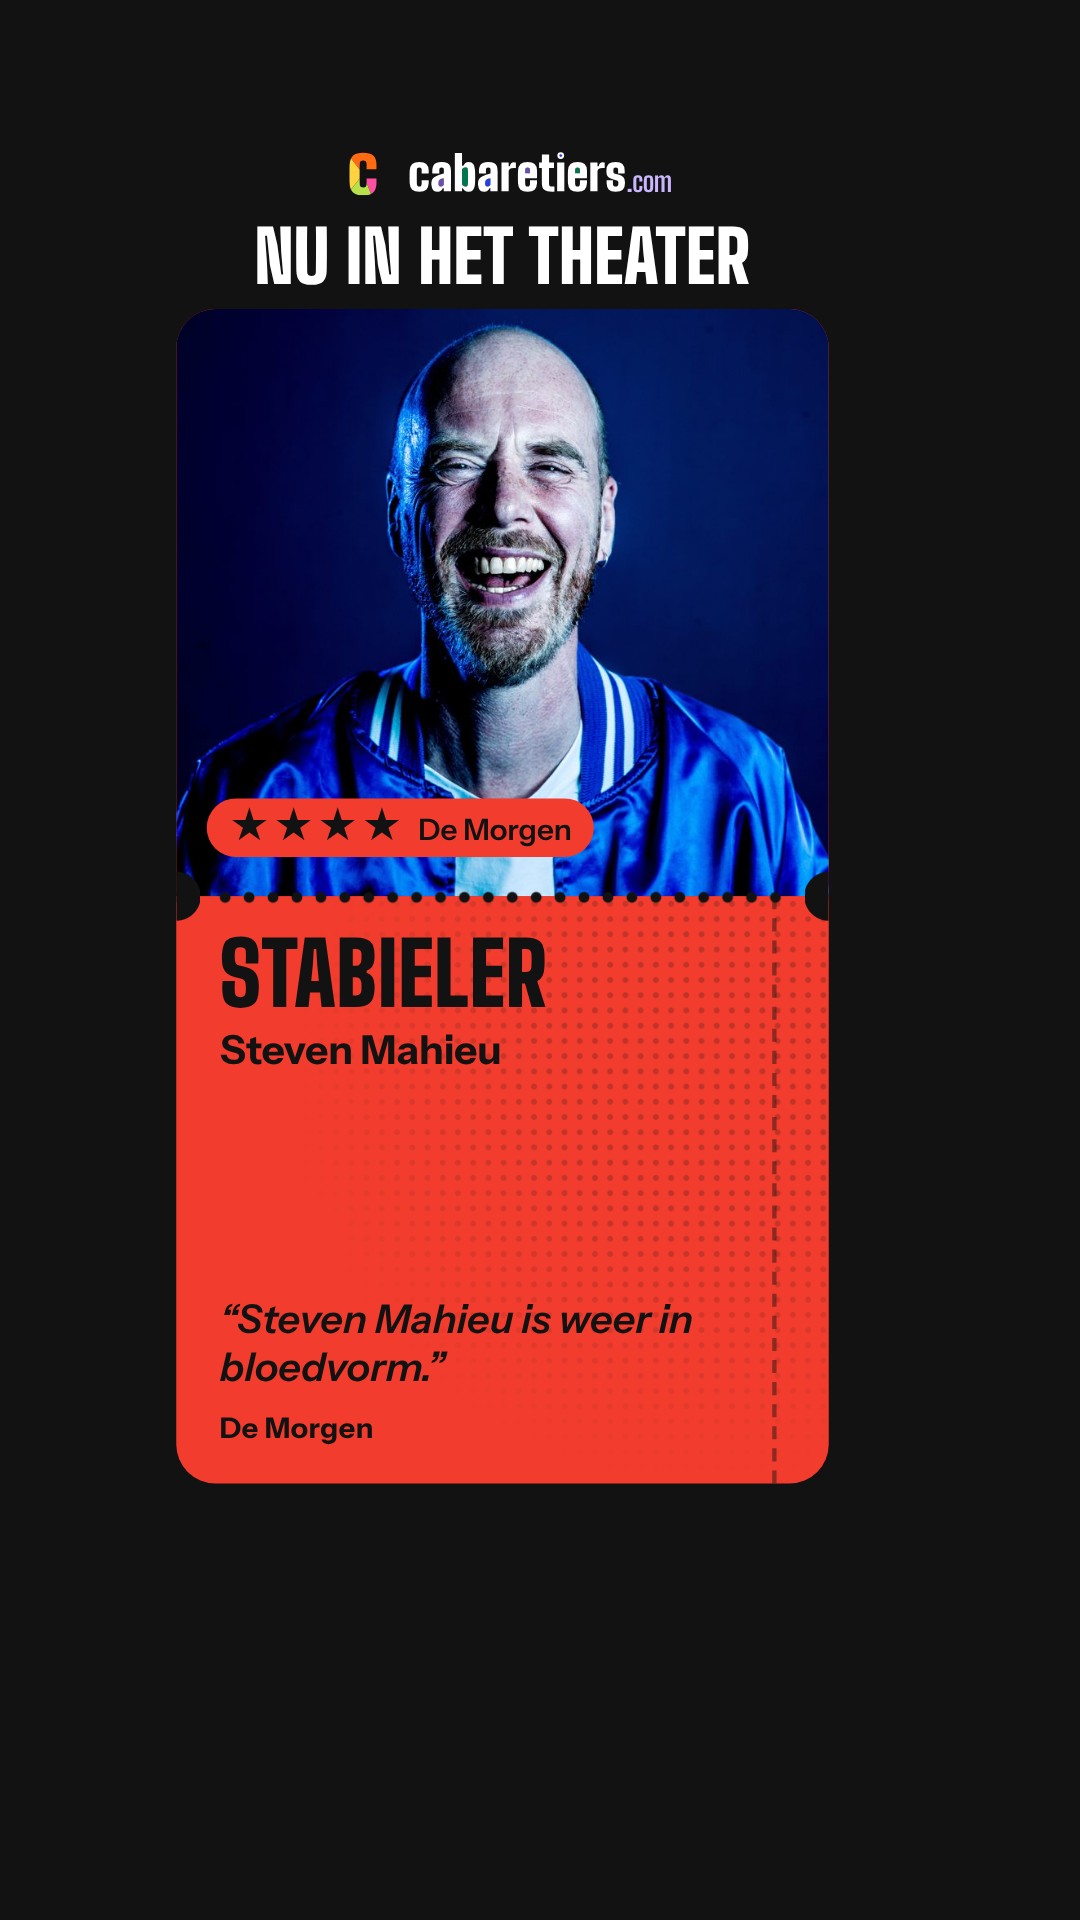 cabaretiers.com
NU IN HET THEATER
★★★★ De Morgen
STABIELER
Steven Mahieu
“Steven Mahieu is weer in
bloedvorm.”
De Morgen